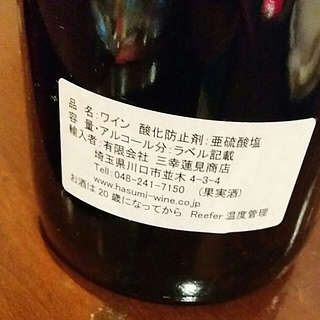 品 名:ワイン 酸化防止剤:亜硫酸塩
容 量・アルコール分:ラベル記載
輸入者:有限会社 三幸蓮見商店
埼玉県川口市並木 4-3-4
Tell:048-241-7150 (果実酒)
www.hasumi-wine.co.jp
お酒は 20 歳になってから Reefer 温度管理